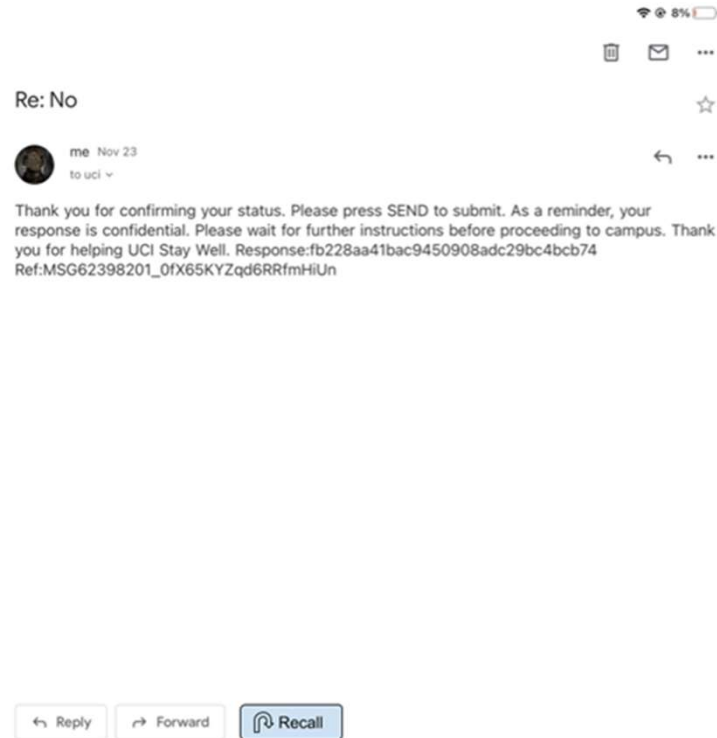 8%
Re: No
me Nov 23
to uci
Thank you for confirming your status. Please press SEND to submit. As a reminder, your
response is confidential. Please wait for further instructions before proceeding to campus. Thank
you for helping UCI Stay Well. Response:fb228aa41bac9450908adc29bc4bcb74
Ref:MSG62398201_0fX65KYZqd6RRfmHiUn
Reply Forward Recall